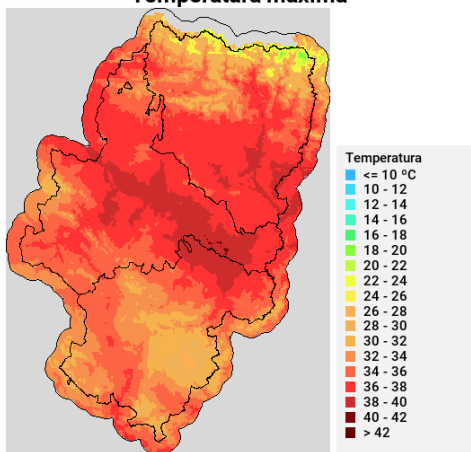 Temperatura máxima
Temperatura
<= 10 ºC
10 - 12
12 - 14
14 - 16
16 - 18
18 - 20
20 - 22
22 - 24
24 - 26
26 - 28
28 - 30
30 - 32
32 - 34
34 - 36
36 - 38
38 - 40
40 - 42
> 42